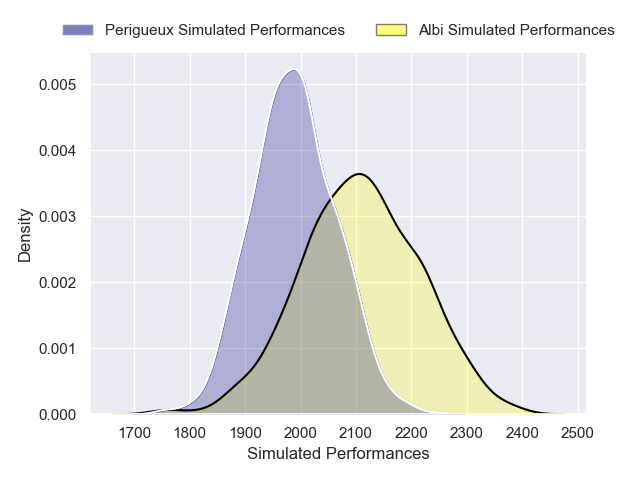 Perigueux Simulated Performances
Albi Simulated Performances
0.005
0.004
0.003
0.002
0.001
0.000
Density
1700 1800 1900 2000 2100 2200 2300 2400 2500
Simulated Performances